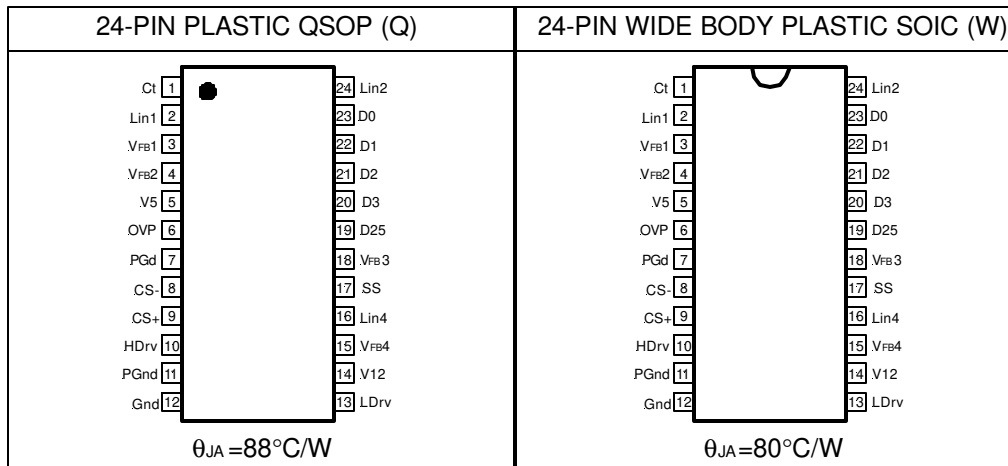 24-PIN PLASTIC QSOP (Q)
Ct 1
Lin1 2
VFB1 3
VFB2 4
V5 5
OVP 6
PGd 7
CS- 8
CS+ 9
HDrv 10
PGnd 11
Gnd 12
24 Lin2
23 D0
22 D1
21 D2
20 D3
19 D25
18 VFB3
17 SS
16 Lin4
15 VFB4
14 V12
13 LDrv
θJA =88°C/W
24-PIN WIDE BODY PLASTIC SOIC (W)
Ct 1
Lin1 2
VFB1 3
VFB2 4
V5 5
OVP 6
PGd 7
CS- 8
CS+ 9
HDrv 10
PGnd 11
Gnd 12
24 Lin2
23 D0
22 D1
21 D2
20 D3
19 D25
18 VFB3
17 SS
16 Lin4
15 VFB4
14 V12
13 LDrv
θJA =80°C/W